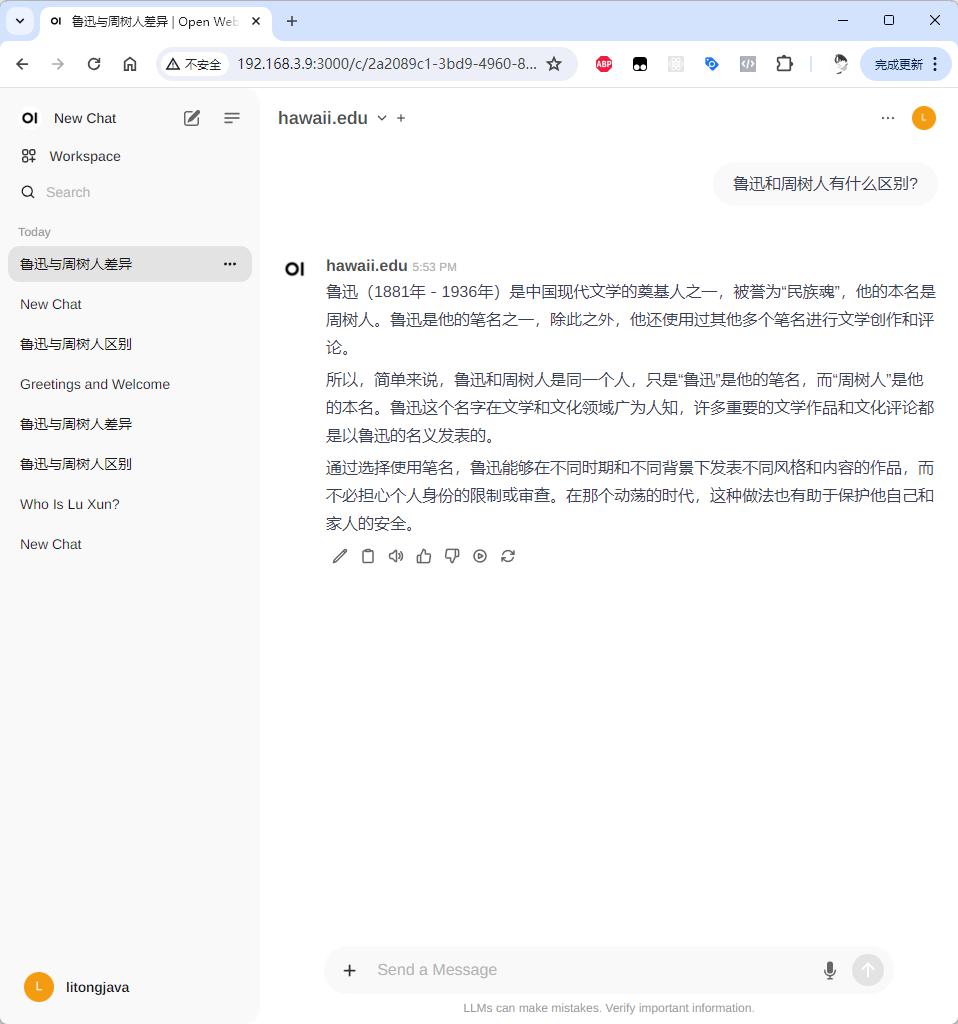 鲁迅与周树人差异 | Open Web
不安全
192.168.3.9:3000/c/2a2089c1-3bd9-4960-8...
ABP
完成更新
OI New Chat
Workspace
Search
Today
鲁迅与周树人差异
New Chat
鲁迅与周树人区别
Greetings and Welcome
鲁迅与周树人差异
鲁迅与周树人区别
Who Is Lu Xun?
New Chat
L litongjava
hawaii.edu
L
鲁迅和周树人有什么区别?
OI hawaii.edu 5:53 PM
鲁迅（1881年 - 1936年）是中国现代文学的奠基人之一，被誉为“民族魂”，他的本名是
周树人。鲁迅是他的笔名之一，除此之外，他还使用过其他多个笔名进行文学创作和评
论。
所以，简单来说，鲁迅和周树人是同一个人，只是“鲁迅”是他的笔名，而“周树人”是他
的本名。鲁迅这个名字在文学和文化领域广为人知，许多重要的文学作品和文化评论都
是以鲁迅的名义发表的。
通过选择使用笔名，鲁迅能够在不同时期和不同背景下发表不同风格和内容的作品，而
不必担心个人身份的限制或审查。在那个动荡的时代，这种做法也有助于保护他自己和
家人的安全。
Send a Message
LLMs can make mistakes. Verify important information.